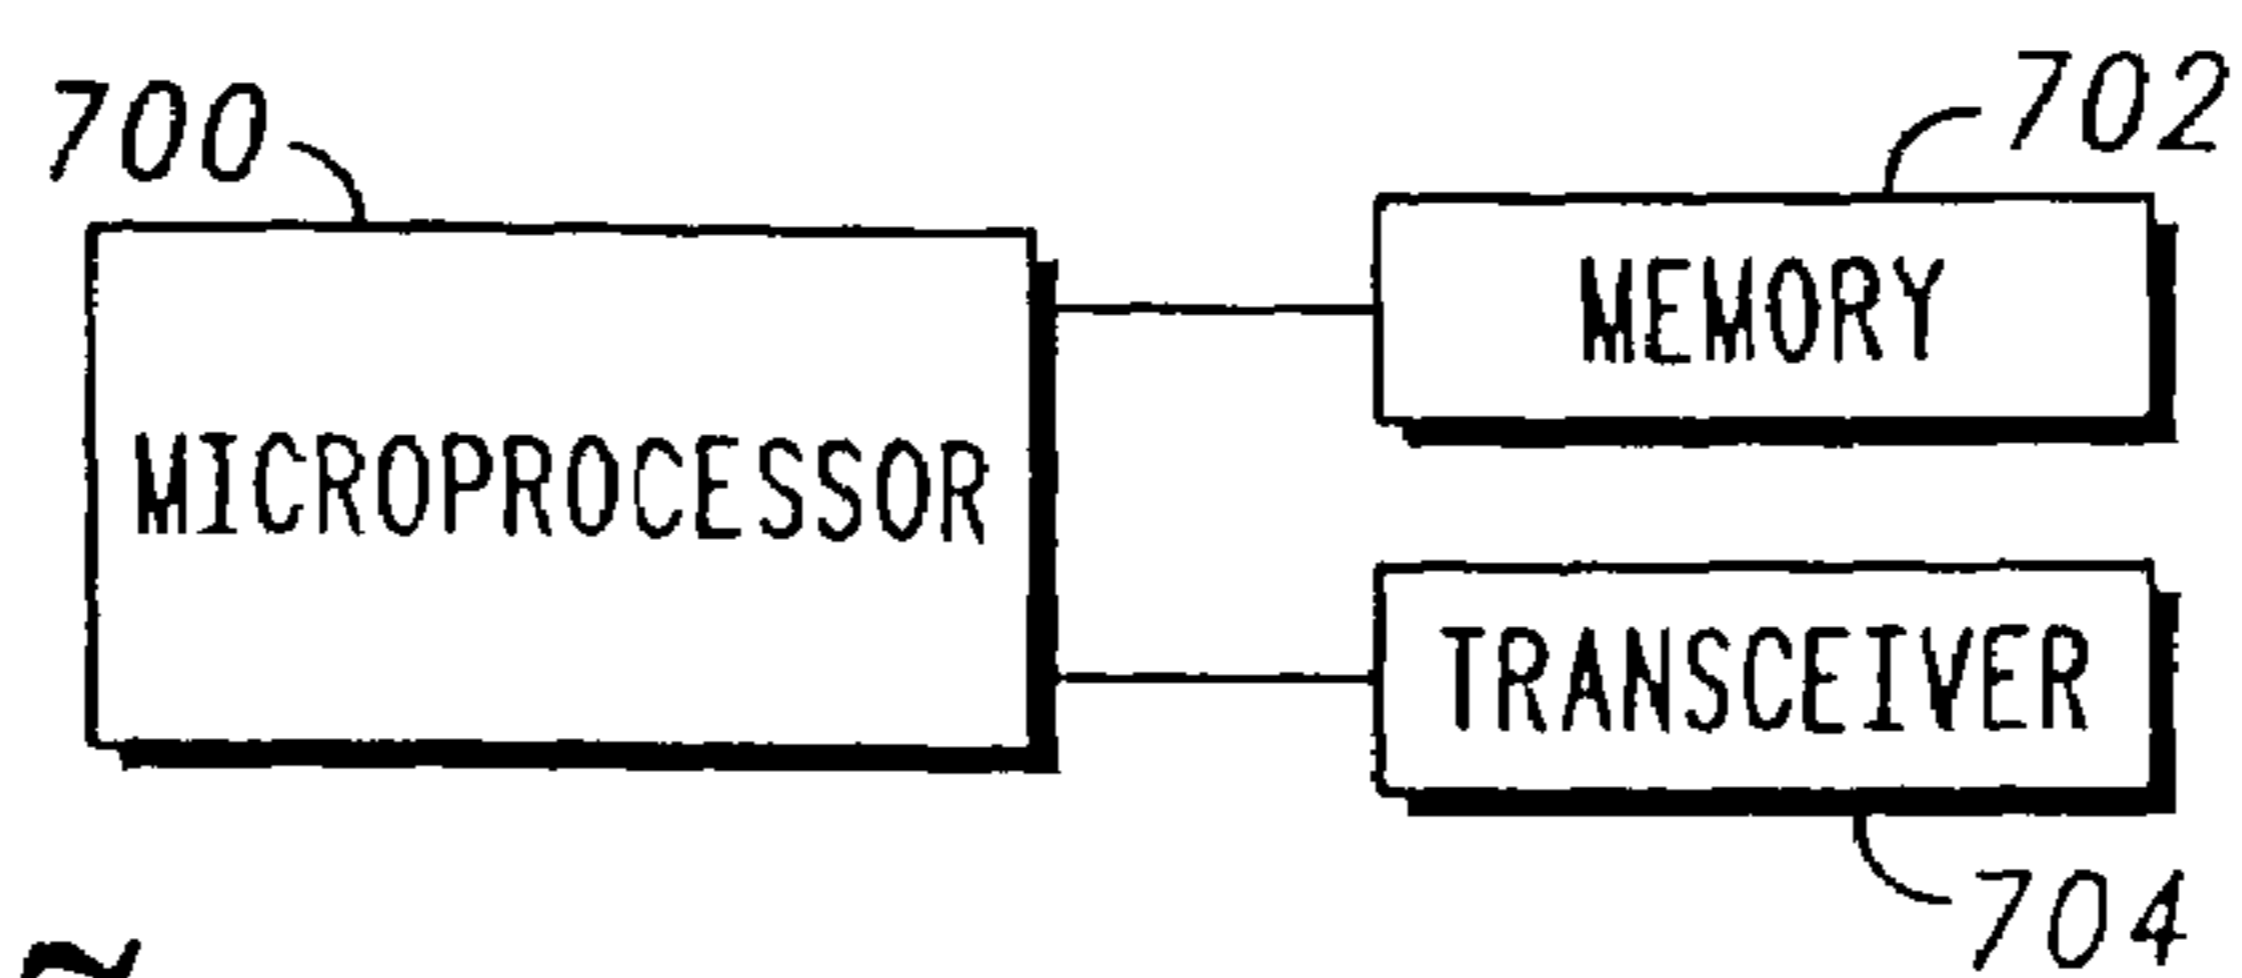 700
702
MEMORY
MICROPROCESSOR
TRANSCEIVER
704